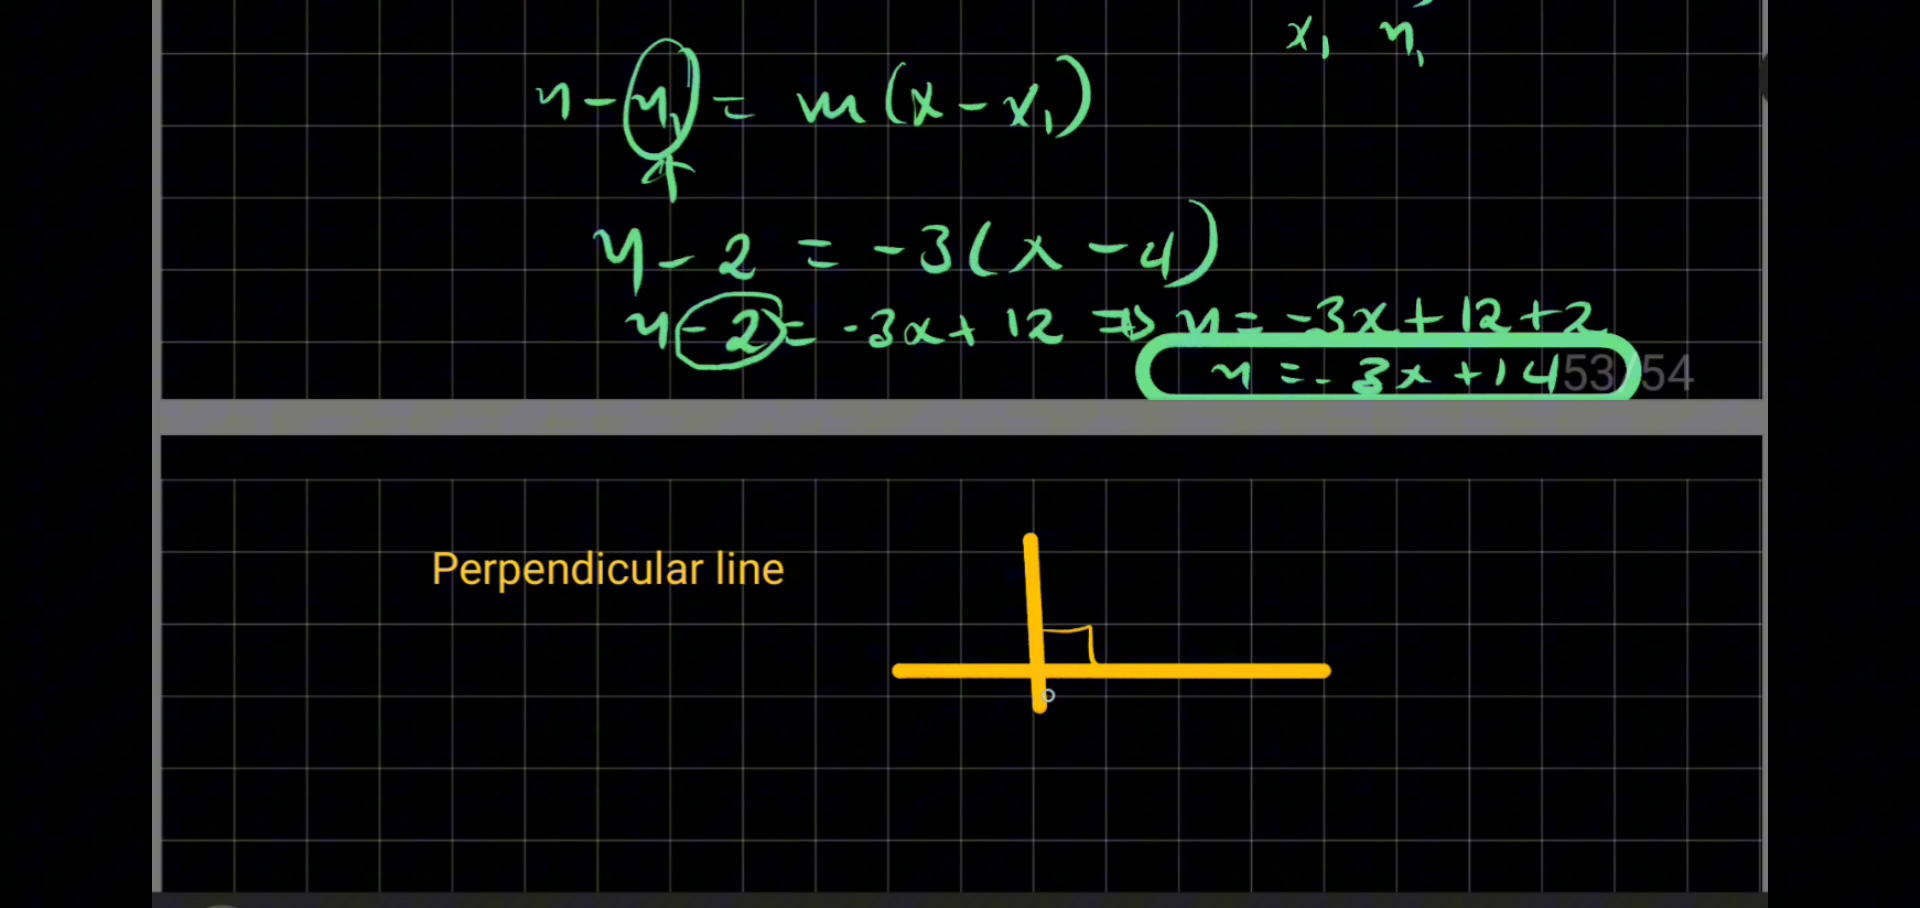 x₁ y₁
y - y₁ = m(x - x₁)
y - 2 = -3(x - 4)
y - 2 = -3x + 12 ⇒ y = -3x + 12 + 2
y = -3x + 14
53/54
Perpendicular line